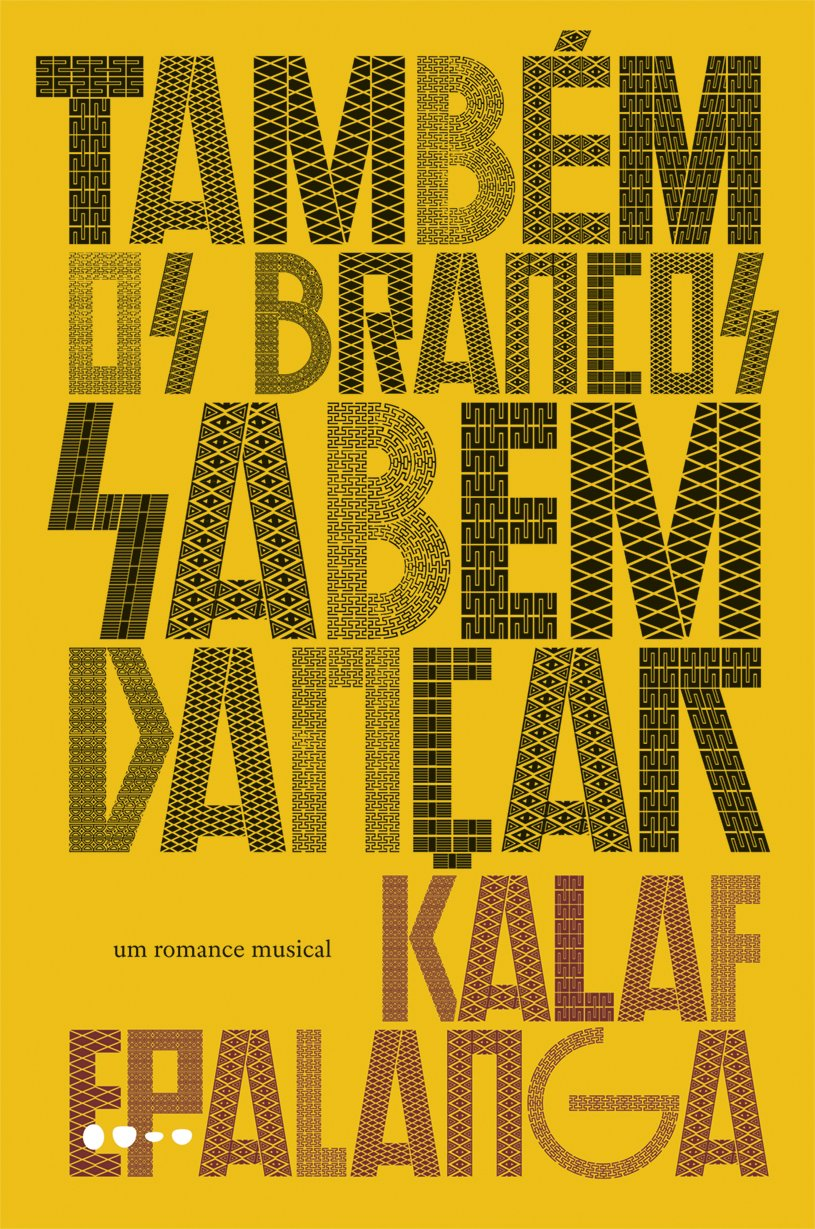 TAMBÉM
OS BRANCOS
SABEM
DANÇAR
um romance musical
KALAF
EPALANGA